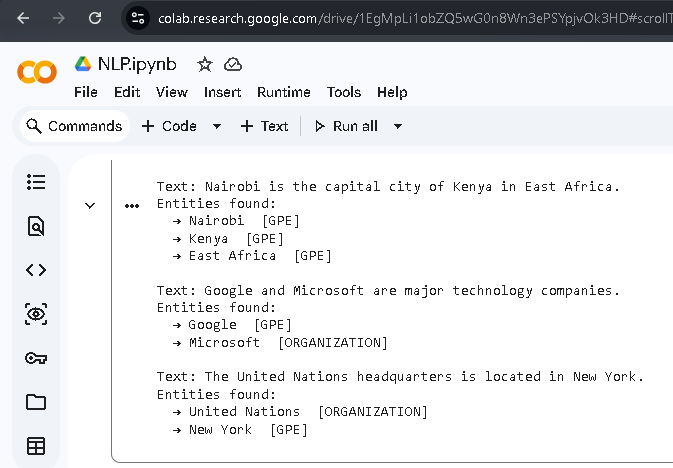 colab.research.google.com/drive/1EgMpLi1obZQ5wG0n8Wn3ePSYpjvOk3HD#scrollT
NLP.ipynb
File Edit View Insert Runtime Tools Help
Commands + Code + Text Run all
Text: Nairobi is the capital city of Kenya in East Africa.
Entities found:
→ Nairobi [GPE]
→ Kenya [GPE]
→ East Africa [GPE]
Text: Google and Microsoft are major technology companies.
Entities found:
→ Google [GPE]
→ Microsoft [ORGANIZATION]
Text: The United Nations headquarters is located in New York.
Entities found:
→ United Nations [ORGANIZATION]
→ New York [GPE]